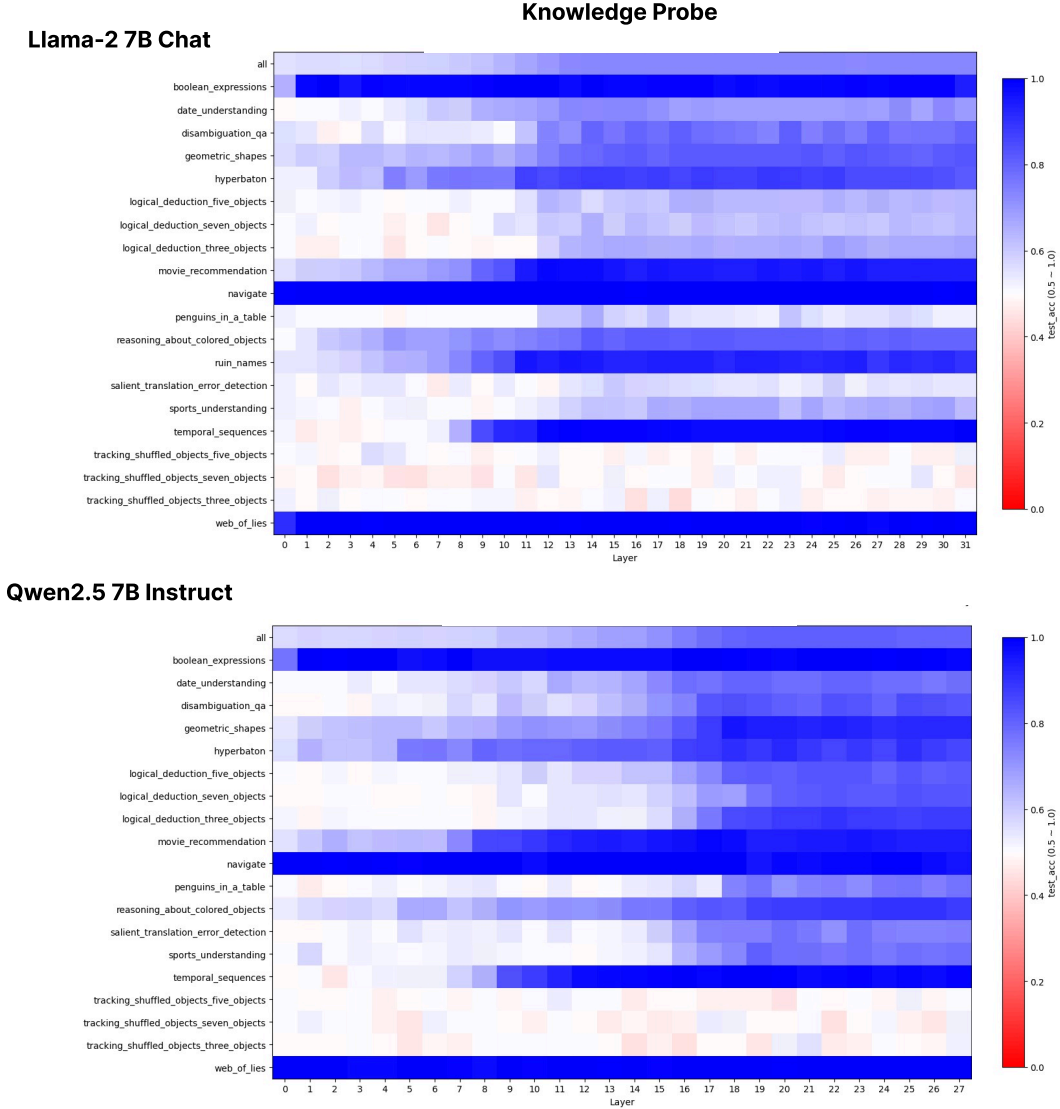 Knowledge Probe
Llama-2 7B Chat
all
boolean_expressions
date_understanding
disambiguation_qa
geometric_shapes
hyperbaton
logical_deduction_five_objects
logical_deduction_seven_objects
logical_deduction_three_objects
movie_recommendation
navigate
penguins_in_a_table
reasoning_about_colored_objects
ruin_names
salient_translation_error_detection
sports_understanding
temporal_sequences
tracking_shuffled_objects_five_objects
tracking_shuffled_objects_seven_objects
tracking_shuffled_objects_three_objects
web_of_lies
0 1 2 3 4 5 6 7 8 9 10 11 12 13 14 15 16 17 18 19 20 21 22 23 24 25 26 27 28 29 30 31
Layer
1.0
0.8
0.6
0.4
0.2
0.0
test_acc (0.5 ~ 1.0)
Qwen2.5 7B Instruct
all
boolean_expressions
date_understanding
disambiguation_qa
geometric_shapes
hyperbaton
logical_deduction_five_objects
logical_deduction_seven_objects
logical_deduction_three_objects
movie_recommendation
navigate
penguins_in_a_table
reasoning_about_colored_objects
salient_translation_error_detection
sports_understanding
temporal_sequences
tracking_shuffled_objects_five_objects
tracking_shuffled_objects_seven_objects
tracking_shuffled_objects_three_objects
web_of_lies
0 1 2 3 4 5 6 7 8 9 10 11 12 13 14 15 16 17 18 19 20 21 22 23 24 25 26 27
Layer
1.0
0.8
0.6
0.4
0.2
0.0
test_acc (0.5 ~ 1.0)